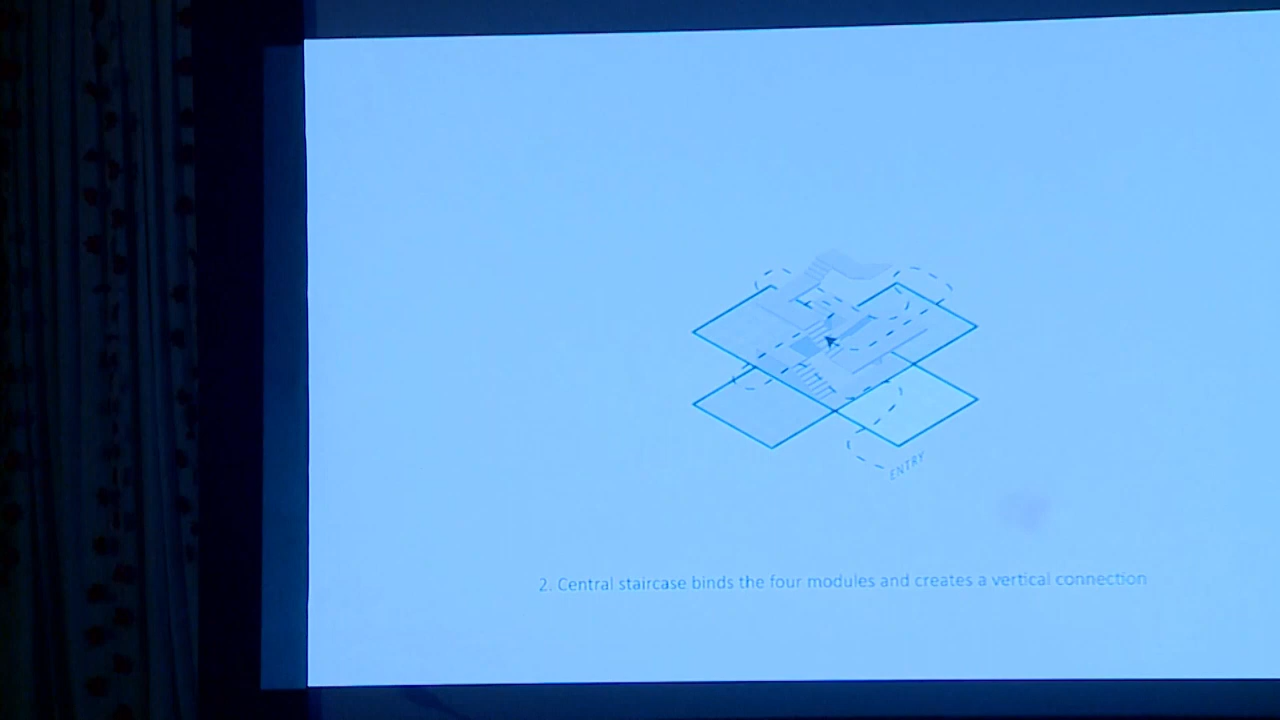 ENTRY
2. Central staircase binds the four modules and creates a vertical connection